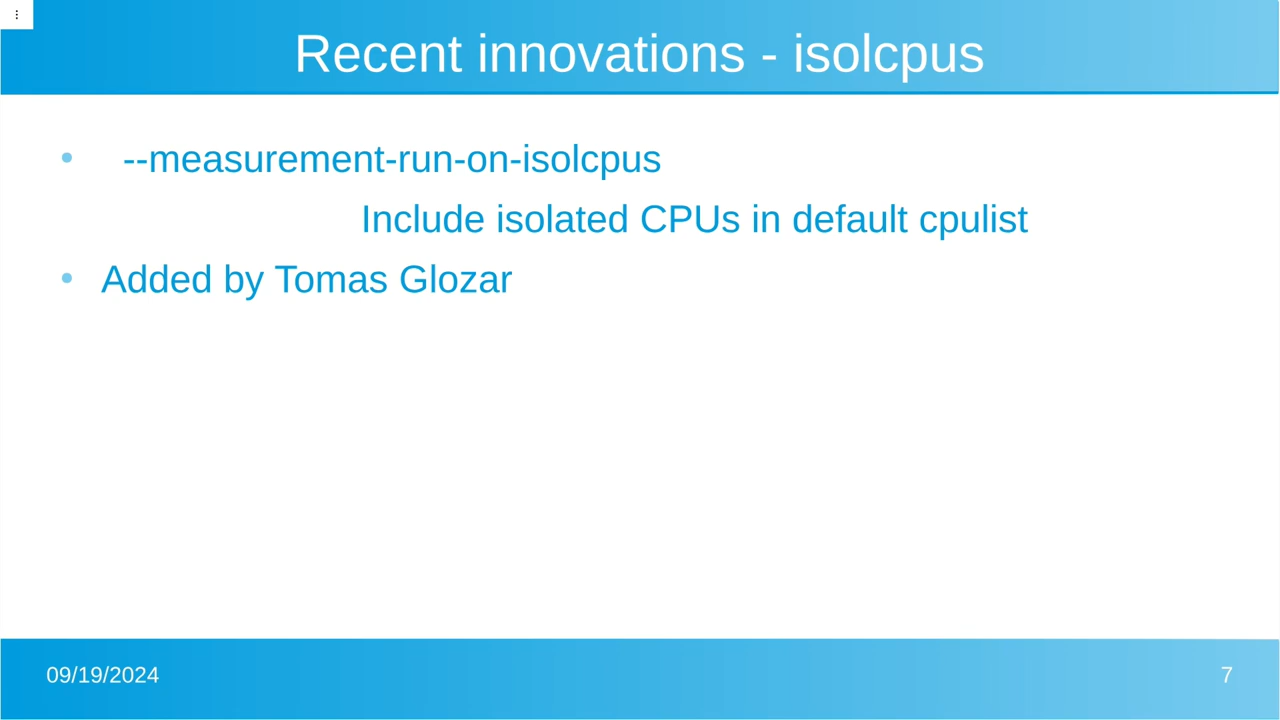 Recent innovations - isolcpus
• --measurement-run-on-isolcpus
Include isolated CPUs in default cpulist
• Added by Tomas Glozar
09/19/2024
7